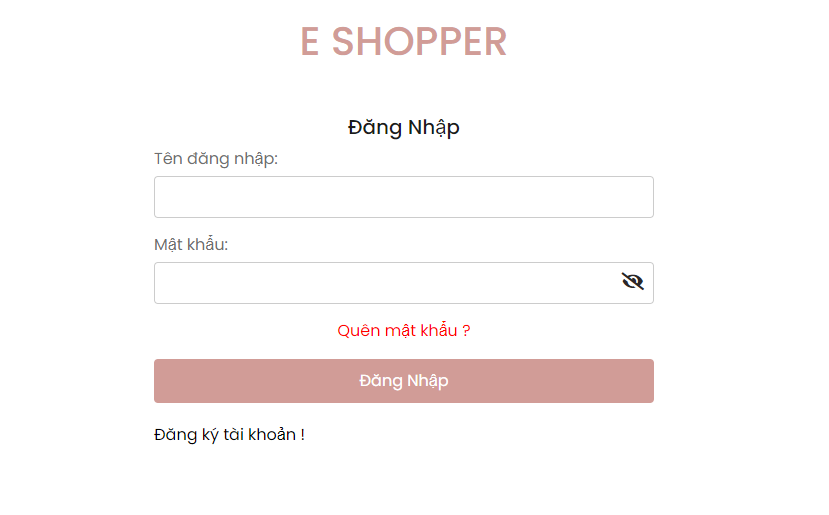 E SHOPPER
Đăng Nhập
Tên đăng nhập:
Mật khẩu:
Quên mật khẩu ?
Đăng Nhập
Đăng ký tài khoản !